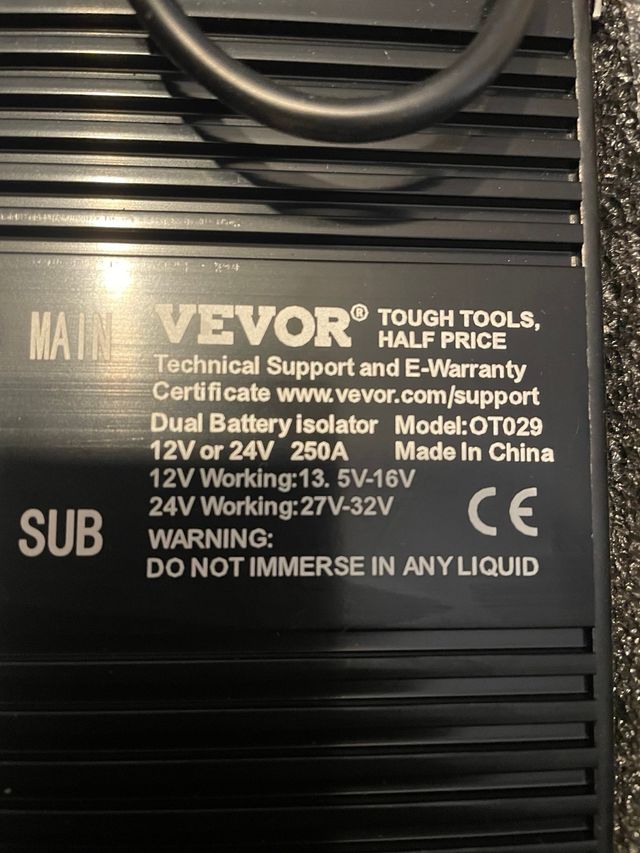 MAIN
VEVOR® TOUGH TOOLS,
HALF PRICE
Technical Support and E-Warranty
Certificate www.vevor.com/support
Dual Battery isolator Model:OT029
12V or 24V 250A Made In China
12V Working:13. 5V-16V
24V Working:27V-32V
CE
SUB
WARNING:
DO NOT IMMERSE IN ANY LIQUID